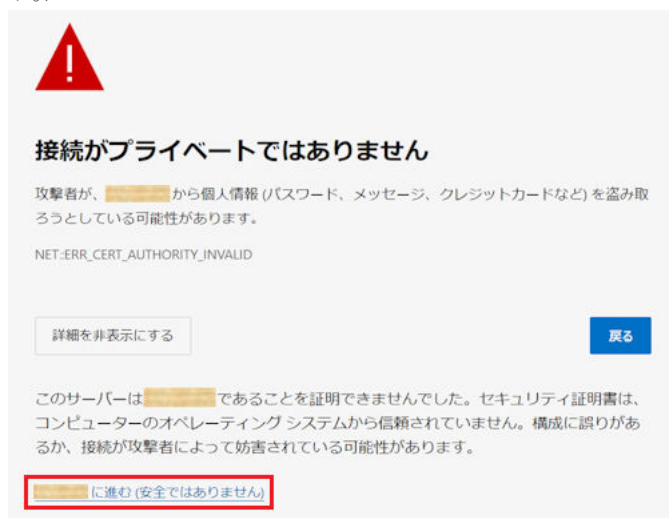 接続がプライベートではありません
攻撃者が、 から個人情報 (パスワード、メッセージ、クレジットカードなど) を盗み取
ろうとしている可能性があります。
NET::ERR_CERT_AUTHORITY_INVALID
詳細を非表示にする
戻る
このサーバーは であることを証明できませんでした。セキュリティ証明書は、
コンピューターのオペレーティング システムから信頼されていません。構成に誤りがあ
るか、接続が攻撃者によって妨害されている可能性があります。
に進む (安全ではありません)